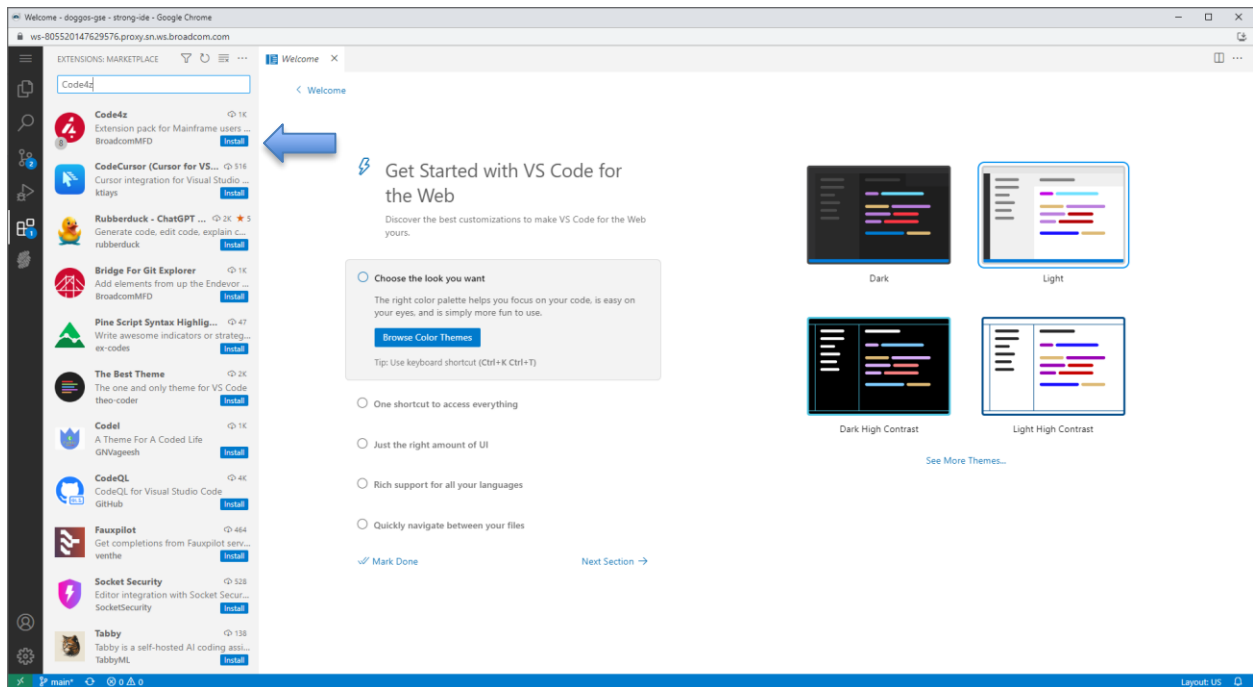 Welcome - doggos-gse - strong-ide - Google Chrome
ws-805520147629576.proxy.sn.ws.broadcom.com
EXTENSIONS: MARKETPLACE
Code4z
Code4z 1K
Extension pack for Mainframe users ...
BroadcomMFD Install
8
CodeCursor (Cursor for VS... 516
Cursor integration for Visual Studio ...
ktiays Install
Rubberduck - ChatGPT ... 2K ★ 5
Generate code, edit code, explain c...
rubberduck Install
Bridge For Git Explorer 1K
Add elements from up the Endevor ...
BroadcomMFD Install
Pine Script Syntax Highlig... 47
Write awesome indicators or strateg...
ex-codes Install
The Best Theme 2K
The one and only theme for VS Code
theo-coder Install
Codel 1K
A Theme For A Coded Life
GNVageesh Install
CodeQL 4K
CodeQL for Visual Studio Code
GitHub Install
Fauxpilot 464
Get completions from Fauxpilot serv...
venthe Install
Socket Security 528
Editor integration with Socket Secur...
SocketSecurity Install
Tabby 138
Tabby is a self-hosted AI coding assi...
TabbyML Install
2
1
Welcome
Welcome
Get Started with VS Code for
the Web
Discover the best customizations to make VS Code for the Web
yours.
Choose the look you want
The right color palette helps you focus on your code, is easy on
your eyes, and is simply more fun to use.
Browse Color Themes
Tip: Use keyboard shortcut (Ctrl+K Ctrl+T)
One shortcut to access everything
Just the right amount of UI
Rich support for all your languages
Quickly navigate between your files
Mark Done
Next Section →
Dark
Light
Dark High Contrast
Light High Contrast
See More Themes...
main* 0 0
Layout: US